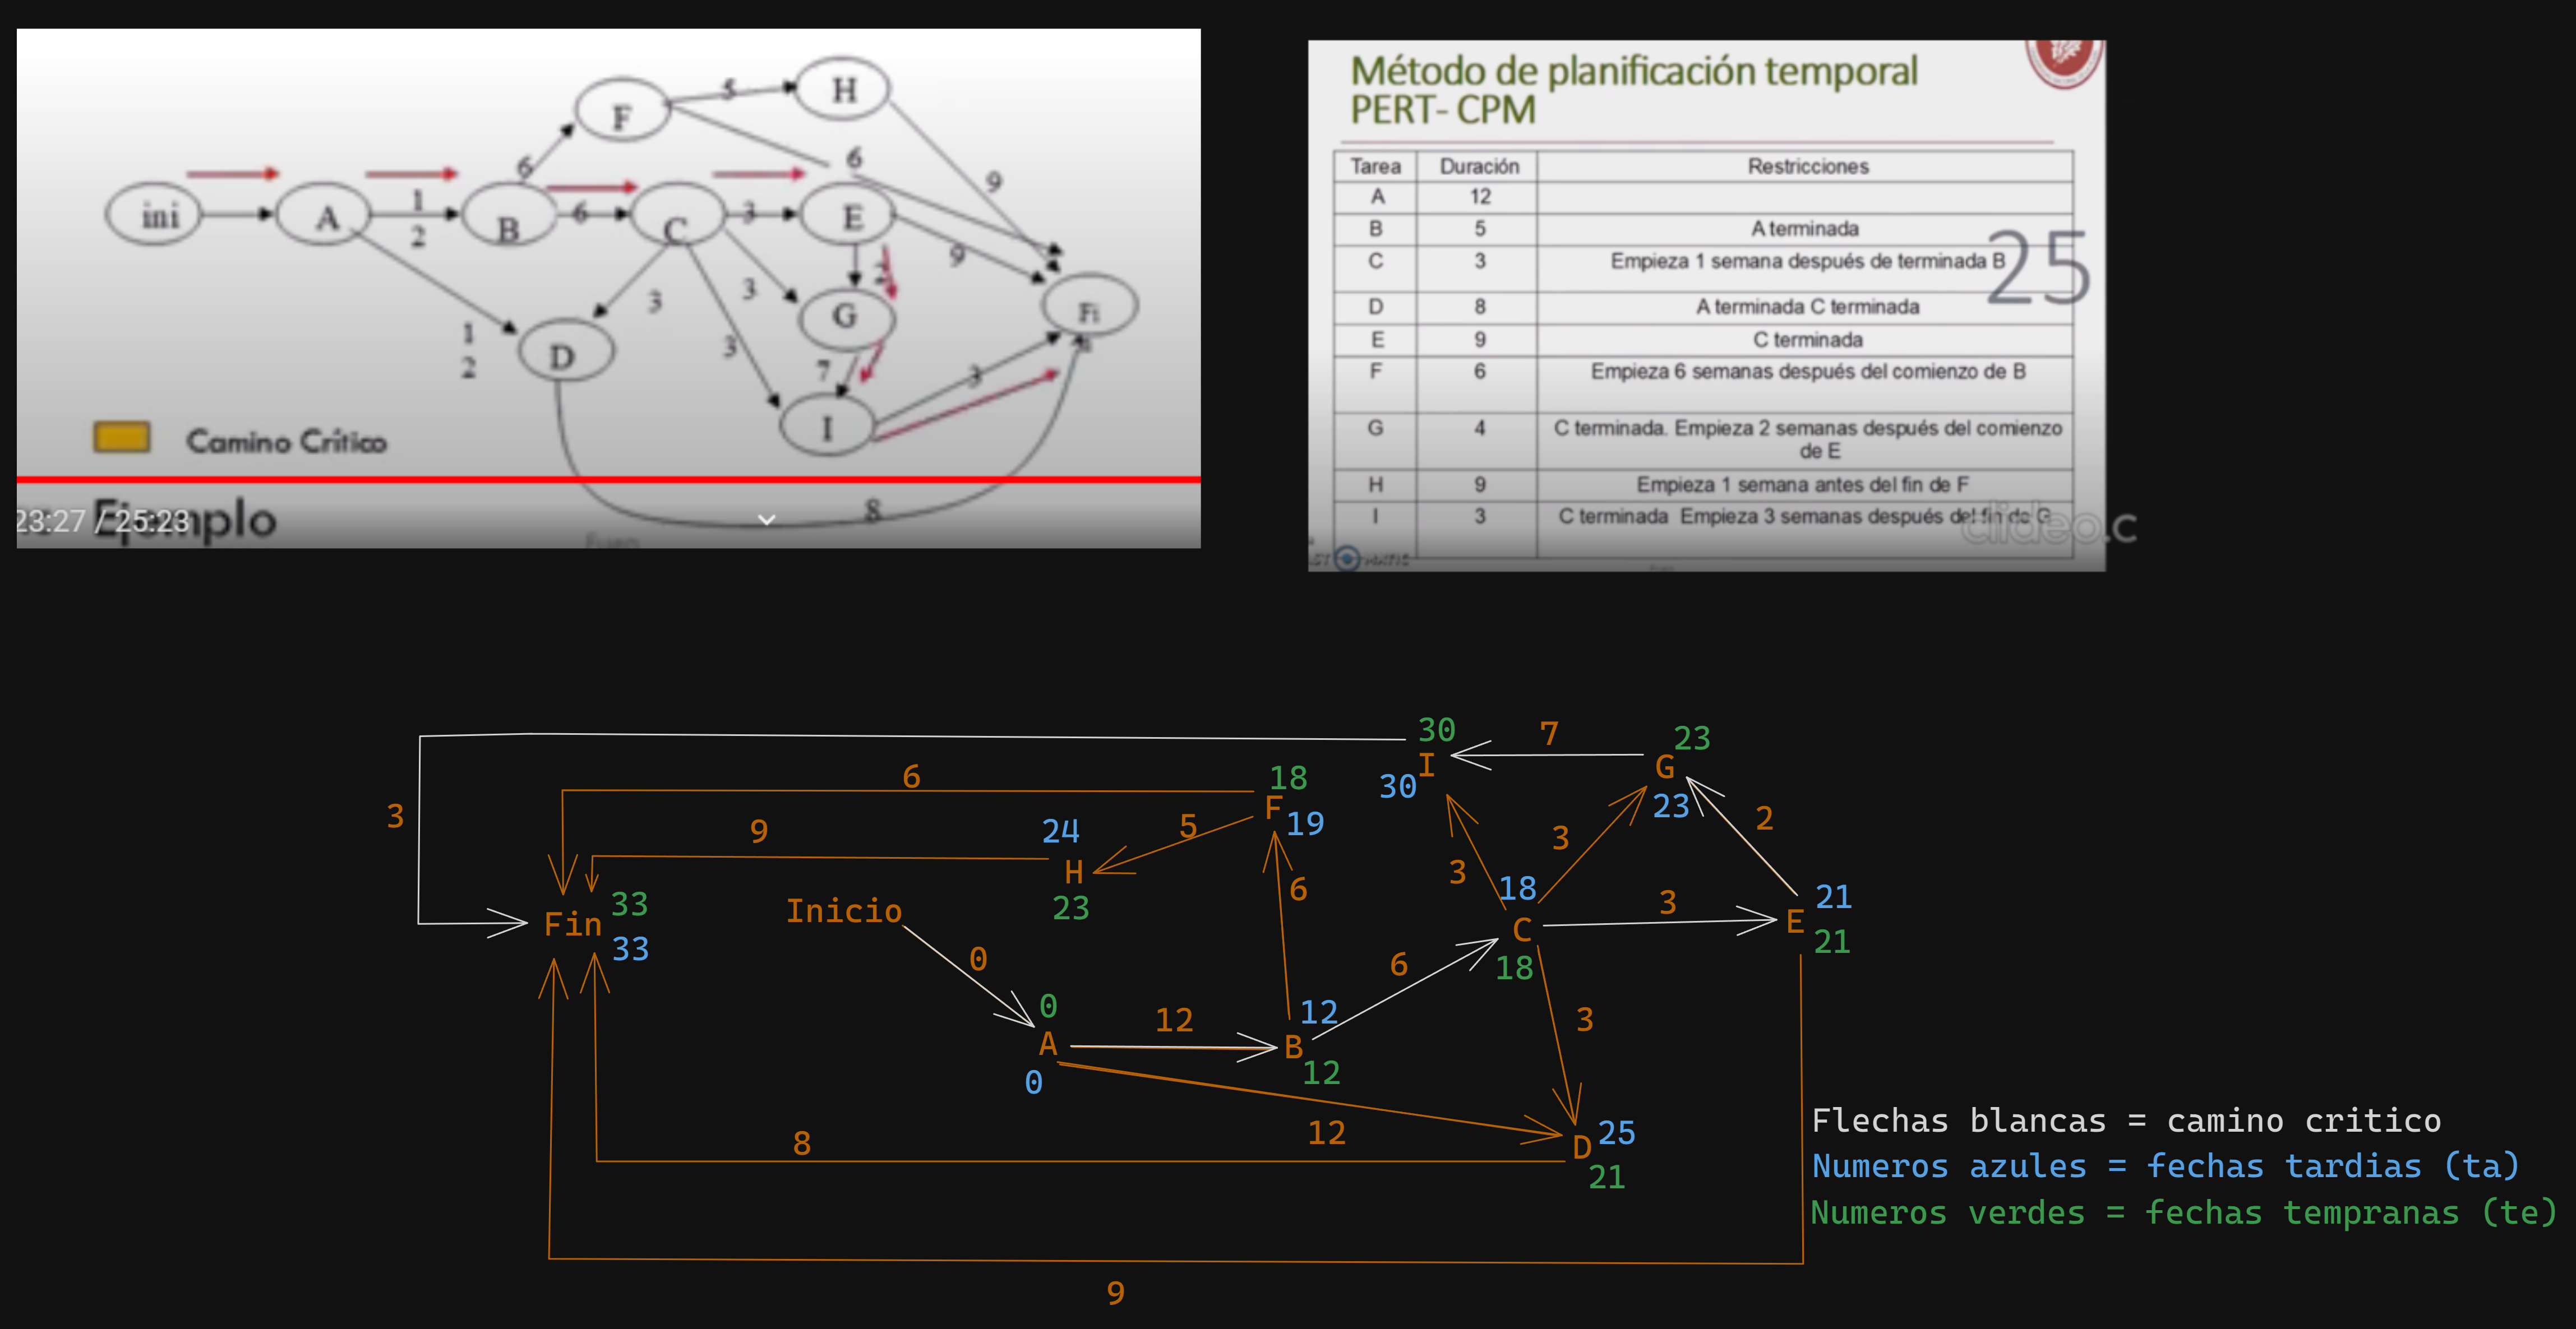 F
5
H
6
6
9
ini
A
1
2
B
6
C
3
E
9
2
3
3
G
Fi
1
2
D
3
7
3
I
8
Camino Crítico
23:27 / 25:23
Ejemplo
Método de planificación temporal
PERT- CPM
Tarea Duración Restricciones
A 12
B 5 A terminada
C 3 Empieza 1 semana después de terminada B
25
D 8 A terminada C terminada
E 9 C terminada
F 6 Empieza 6 semanas después del comienzo de B
G 4 C terminada. Empieza 2 semanas después del comienzo
de E
H 9 Empieza 1 semana antes del fin de F
I 3 C terminada Empieza 3 semanas después del fin de G
clideo.c
30
I
30
7
23
G
23
6
18
F
19
3
9
24
H
23
5
6
3
3
2
Fin
33
33
Inicio
0
18
C
18
3
21
E
21
0
A
0
12
12
B
12
6
3
12
25
D
21
8
9
Flechas blancas = camino critico
Numeros azules = fechas tardias (ta)
Numeros verdes = fechas tempranas (te)